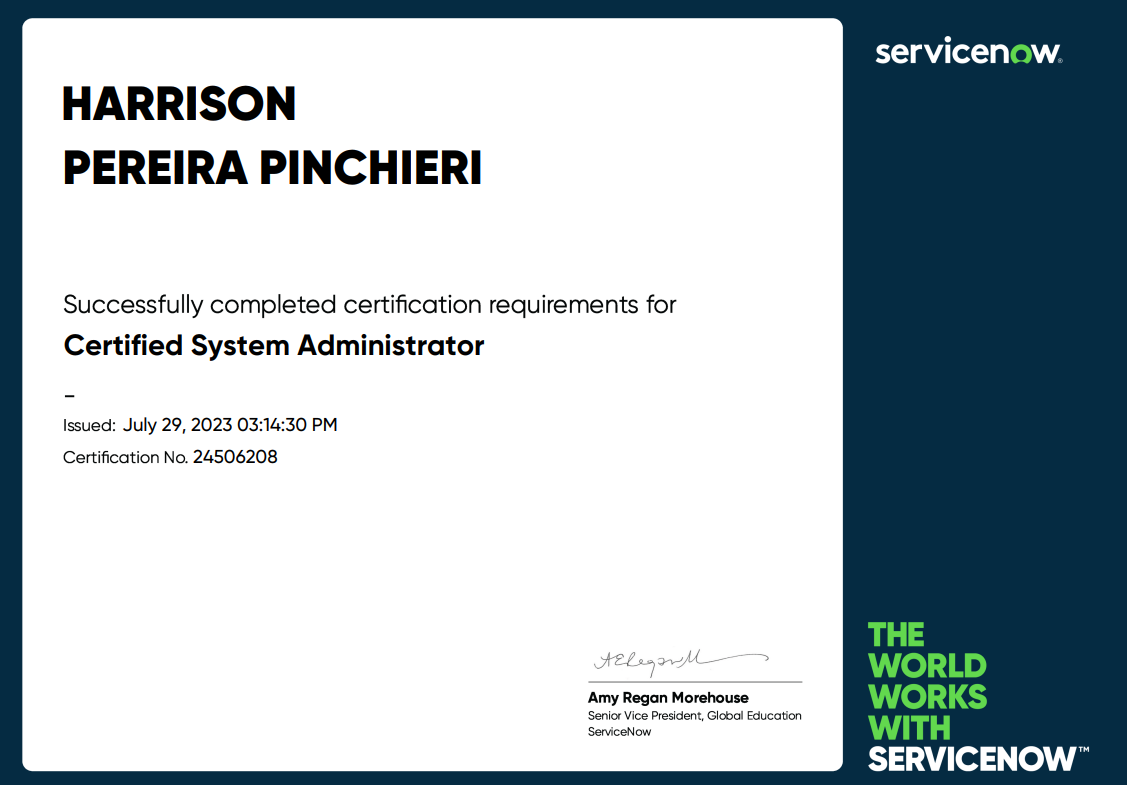 HARRISON
PEREIRA PINCHIERI
Successfully completed certification requirements for
Certified System Administrator
–
Issued: July 29, 2023 03:14:30 PM
Certification No. 24506208
Amy Regan Morehouse
Senior Vice President, Global Education
ServiceNow
servicenow®
THE
WORLD
WORKS
WITH
SERVICENOW™